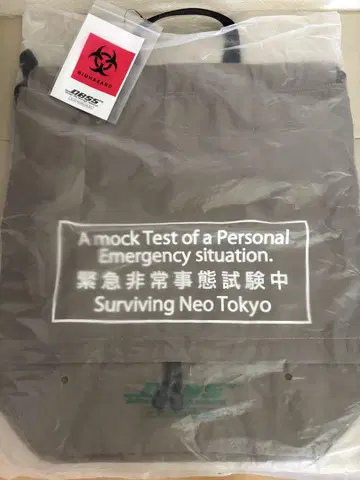 BIOHAZARD
A mock Test of a Personal
Emergency situation.
緊急非常事態試験中
Surviving Neo Tokyo